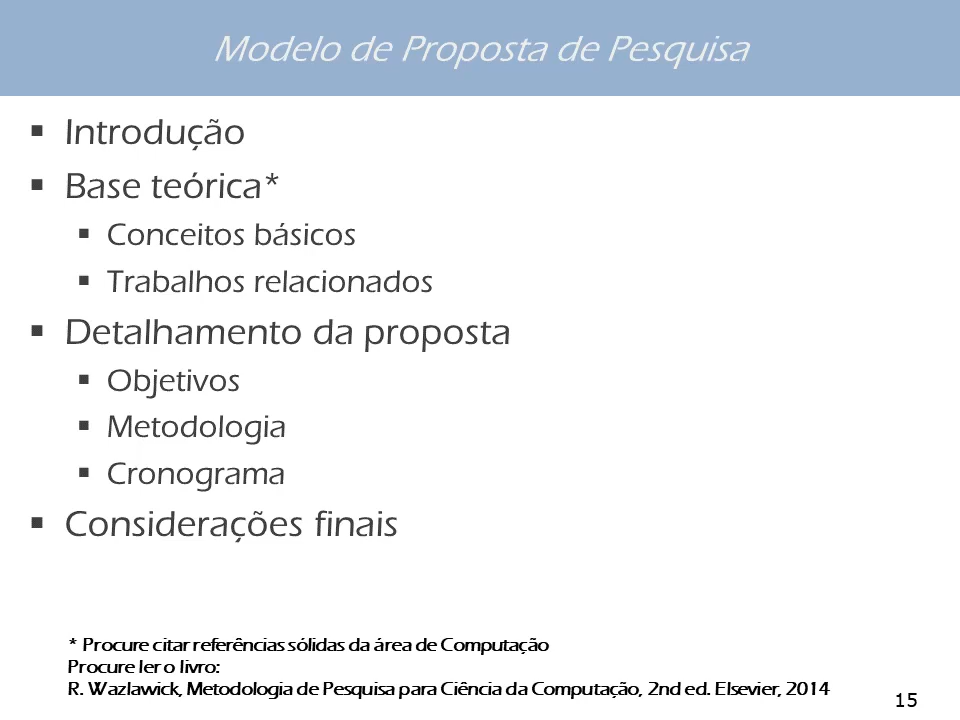 Modelo de Proposta de Pesquisa
▪ Introdução
▪ Base teórica*
▪ Conceitos básicos
▪ Trabalhos relacionados
▪ Detalhamento da proposta
▪ Objetivos
▪ Metodologia
▪ Cronograma
▪ Considerações finais
* Procure citar referências sólidas da área de Computação
Procure ler o livro:
R. Wazlawick, Metodologia de Pesquisa para Ciência da Computação, 2nd ed. Elsevier, 2014
15